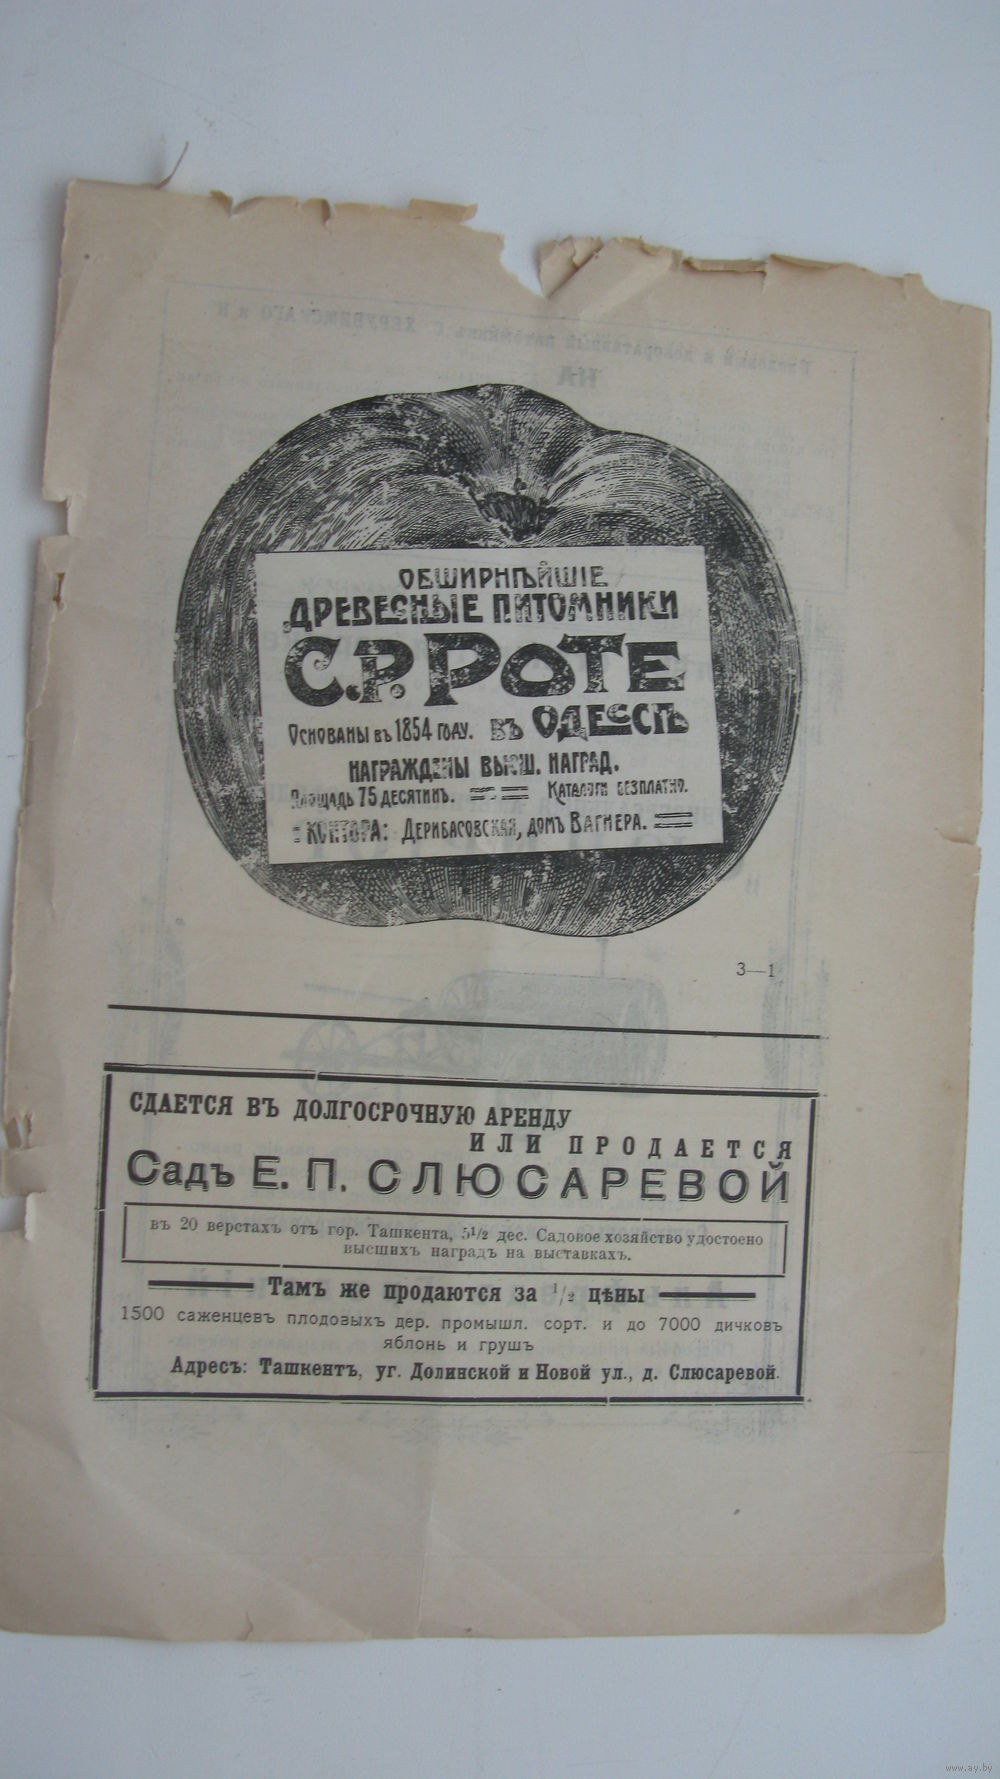 ОБШИРНѢЙШІЕ
ДРЕВЕСНЫЕ ПИТОМНИКИ
С.Р. РОТЕ
ОСНОВАНЫ ВЪ 1854 ГОДУ. ВЪ ОДЕССѢ
НАГРАЖДЕНЫ ВЫСШ. НАГРАД.
ПЛОЩАДЬ 75 ДЕСЯТИНЪ. КАТАЛОГИ БЕЗПЛАТНО.
КОНТОРА: ДЕРИБАСОВСКАЯ, ДОМЪ ВАГНЕРА.
3—1
СДАЕТСЯ ВЪ ДОЛГОСРОЧНУЮ АРЕНДУ
ИЛИ ПРОДАЕТСЯ
Садъ Е. П. СЛЮСАРЕВОЙ
въ 20 верстахъ отъ гор. Ташкента, 5½ дес. Садовое хозяйство удостоено
высшихъ наградъ на выставкахъ.
Тамъ же продаются за ½ цѣны
1500 саженцевъ плодовыхъ дер. промышл. сорт. и до 7000 дичковъ
яблонь и грушъ
Адресъ: Ташкентъ, уг. Долинской и Новой ул., д. Слюсаревой.
www.ay.by